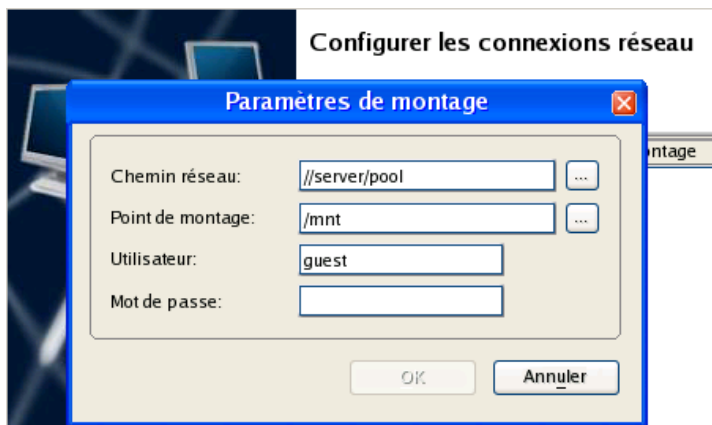 Configurer les connexions réseau
Paramètres de montage
ontage
Chemin réseau: //server/pool ...
Point de montage: /mnt ...
Utilisateur: guest
Mot de passe:
OK Annuler